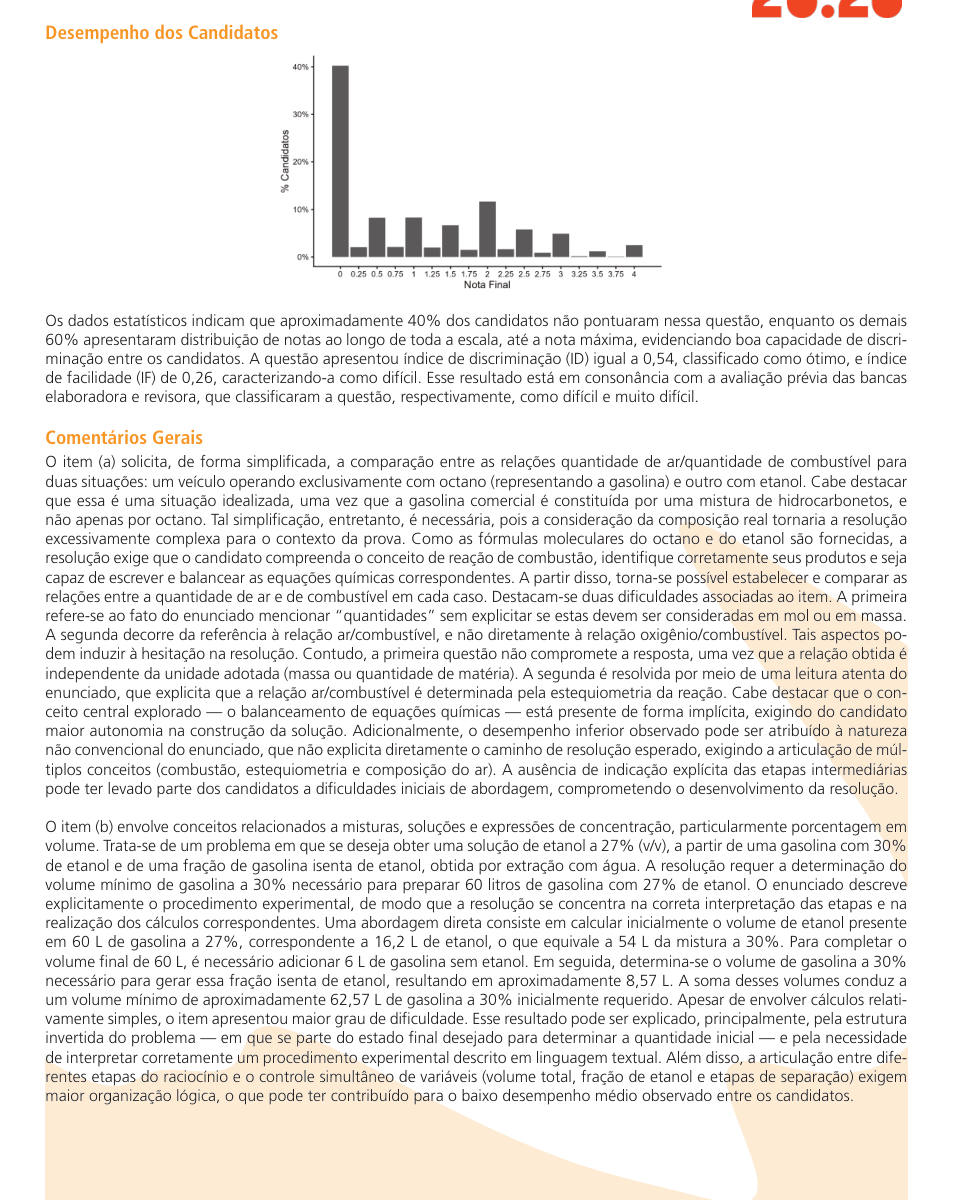 Desempenho dos Candidatos
40%
30%
20%
10%
0%
% Candidatos
0 0.25 0.5 0.75 1 1.25 1.5 1.75 2 2.25 2.5 2.75 3 3.25 3.5 3.75 4
Nota Final
Os dados estatísticos indicam que aproximadamente 40% dos candidatos não pontuaram nessa questão, enquanto os demais
60% apresentaram distribuição de notas ao longo de toda a escala, até a nota máxima, evidenciando boa capacidade de discri-
minação entre os candidatos. A questão apresentou índice de discriminação (ID) igual a 0,54, classificado como ótimo, e índice
de facilidade (IF) de 0,26, caracterizando-a como difícil. Esse resultado está em consonância com a avaliação prévia das bancas
elaboradora e revisora, que classificaram a questão, respectivamente, como difícil e muito difícil.
Comentários Gerais
O item (a) solicita, de forma simplificada, a comparação entre as relações quantidade de ar/quantidade de combustível para
duas situações: um veículo operando exclusivamente com octano (representando a gasolina) e outro com etanol. Cabe destacar
que essa é uma situação idealizada, uma vez que a gasolina comercial é constituída por uma mistura de hidrocarbonetos, e
não apenas por octano. Tal simplificação, entretanto, é necessária, pois a consideração da composição real tornaria a resolução
excessivamente complexa para o contexto da prova. Como as fórmulas moleculares do octano e do etanol são fornecidas, a
resolução exige que o candidato compreenda o conceito de reação de combustão, identifique corretamente seus produtos e seja
capaz de escrever e balancear as equações químicas correspondentes. A partir disso, torna-se possível estabelecer e comparar as
relações entre a quantidade de ar e de combustível em cada caso. Destacam-se duas dificuldades associadas ao item. A primeira
refere-se ao fato do enunciado mencionar “quantidades” sem explicitar se estas devem ser consideradas em mol ou em massa.
A segunda decorre da referência à relação ar/combustível, e não diretamente à relação oxigênio/combustível. Tais aspectos po-
dem induzir à hesitação na resolução. Contudo, a primeira questão não compromete a resposta, uma vez que a relação obtida é
independente da unidade adotada (massa ou quantidade de matéria). A segunda é resolvida por meio de uma leitura atenta do
enunciado, que explicita que a relação ar/combustível é determinada pela estequiometria da reação. Cabe destacar que o con-
ceito central explorado — o balanceamento de equações químicas — está presente de forma implícita, exigindo do candidato
maior autonomia na construção da solução. Adicionalmente, o desempenho inferior observado pode ser atribuído à natureza
não convencional do enunciado, que não explicita diretamente o caminho de resolução esperado, exigindo a articulação de múl-
tiplos conceitos (combustão, estequiometria e composição do ar). A ausência de indicação explícita das etapas intermediárias
pode ter levado parte dos candidatos a dificuldades iniciais de abordagem, comprometendo o desenvolvimento da resolução.
O item (b) envolve conceitos relacionados a misturas, soluções e expressões de concentração, particularmente porcentagem em
volume. Trata-se de um problema em que se deseja obter uma solução de etanol a 27% (v/v), a partir de uma gasolina com 30%
de etanol e de uma fração de gasolina isenta de etanol, obtida por extração com água. A resolução requer a determinação do
volume mínimo de gasolina a 30% necessário para preparar 60 litros de gasolina com 27% de etanol. O enunciado descreve
explicitamente o procedimento experimental, de modo que a resolução se concentra na correta interpretação das etapas e na
realização dos cálculos correspondentes. Uma abordagem direta consiste em calcular inicialmente o volume de etanol presente
em 60 L de gasolina a 27%, correspondente a 16,2 L de etanol, o que equivale a 54 L da mistura a 30%. Para completar o
volume final de 60 L, é necessário adicionar 6 L de gasolina sem etanol. Em seguida, determina-se o volume de gasolina a 30%
necessário para gerar essa fração isenta de etanol, resultando em aproximadamente 8,57 L. A soma desses volumes conduz a
um volume mínimo de aproximadamente 62,57 L de gasolina a 30% inicialmente requerido. Apesar de envolver cálculos relati-
vamente simples, o item apresentou maior grau de dificuldade. Esse resultado pode ser explicado, principalmente, pela estrutura
invertida do problema — em que se parte do estado final desejado para determinar a quantidade inicial — e pela necessidade
de interpretar corretamente um procedimento experimental descrito em linguagem textual. Além disso, a articulação entre dife-
rentes etapas do raciocínio e o controle simultâneo de variáveis (volume total, fração de etanol e etapas de separação) exigem
maior organização lógica, o que pode ter contribuído para o baixo desempenho médio observado entre os candidatos.